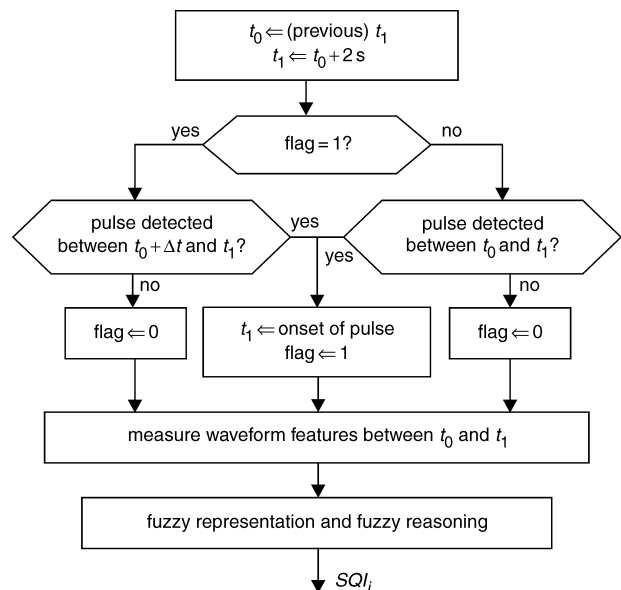 t₀ ⇐ (previous) t₁
t₁ ⇐ t₀ + 2 s
flag = 1?
yes
no
pulse detected
between t₀ + Δt and t₁?
yes
yes
pulse detected
between t₀ and t₁?
no
no
flag ⇐ 0
t₁ ⇐ onset of pulse
flag ⇐ 1
flag ⇐ 0
measure waveform features between t₀ and t₁
fuzzy representation and fuzzy reasoning
SQIᵢ